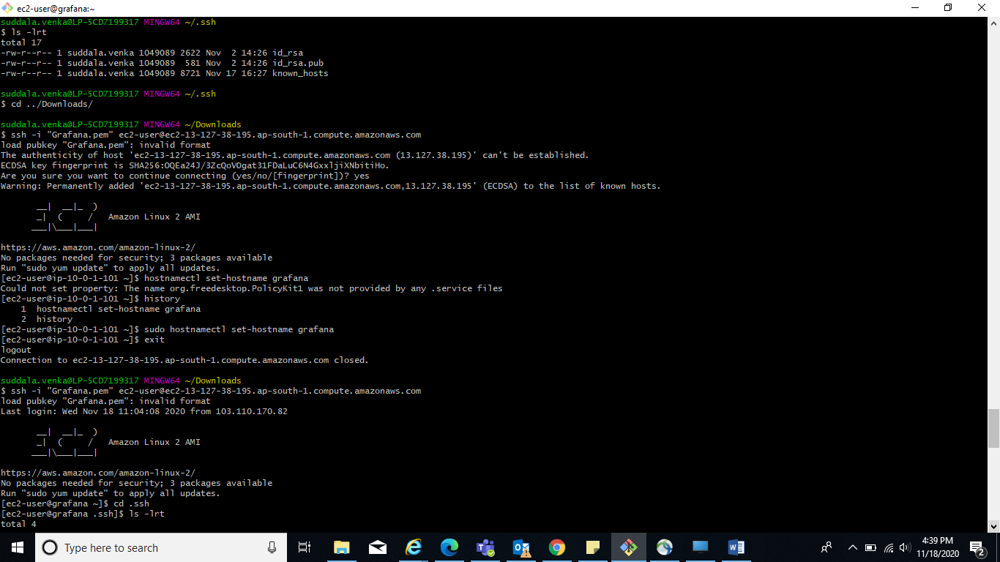 ec2-user@grafana:~
suddala.venka@LP-5CD7199317 MINGW64 ~/.ssh
$ ls -lrt
total 17
-rw-r--r-- 1 suddala.venka 1049089 2622 Nov  2 14:26 id_rsa
-rw-r--r-- 1 suddala.venka 1049089  581 Nov  2 14:26 id_rsa.pub
-rw-r--r-- 1 suddala.venka 1049089 8721 Nov 17 16:27 known_hosts
suddala.venka@LP-5CD7199317 MINGW64 ~/.ssh
$ cd ../Downloads/
suddala.venka@LP-5CD7199317 MINGW64 ~/Downloads
$ ssh -i "Grafana.pem" ec2-user@ec2-13-127-38-195.ap-south-1.compute.amazonaws.com
load pubkey "Grafana.pem": invalid format
The authenticity of host 'ec2-13-127-38-195.ap-south-1.compute.amazonaws.com (13.127.38.195)' can't be established.
ECDSA key fingerprint is SHA256:OQEa24J/3ZcQoVOgat31FDaLuC6N4GxxljiXNbitiHo.
Are you sure you want to continue connecting (yes/no/[fingerprint])? yes
Warning: Permanently added 'ec2-13-127-38-195.ap-south-1.compute.amazonaws.com,13.127.38.195' (ECDSA) to the list of known hosts.
       __|  __|_  )
       _|  (     /   Amazon Linux 2 AMI
      ___|\___|___|
https://aws.amazon.com/amazon-linux-2/
No packages needed for security; 3 packages available
Run "sudo yum update" to apply all updates.
[ec2-user@ip-10-0-1-101 ~]$ hostnamectl set-hostname grafana
Could not set property: The name org.freedesktop.PolicyKit1 was not provided by any .service files
[ec2-user@ip-10-0-1-101 ~]$ history
    1  hostnamectl set-hostname grafana
    2  history
[ec2-user@ip-10-0-1-101 ~]$ sudo hostnamectl set-hostname grafana
[ec2-user@ip-10-0-1-101 ~]$ exit
logout
Connection to ec2-13-127-38-195.ap-south-1.compute.amazonaws.com closed.
suddala.venka@LP-5CD7199317 MINGW64 ~/Downloads
$ ssh -i "Grafana.pem" ec2-user@ec2-13-127-38-195.ap-south-1.compute.amazonaws.com
load pubkey "Grafana.pem": invalid format
Last login: Wed Nov 18 11:04:08 2020 from 103.110.170.82
       __|  __|_  )
       _|  (     /   Amazon Linux 2 AMI
      ___|\___|___|
https://aws.amazon.com/amazon-linux-2/
No packages needed for security; 3 packages available
Run "sudo yum update" to apply all updates.
[ec2-user@grafana ~]$ cd .ssh
[ec2-user@grafana .ssh]$ ls -lrt
total 4
Type here to search
4:39 PM
11/18/2020
2